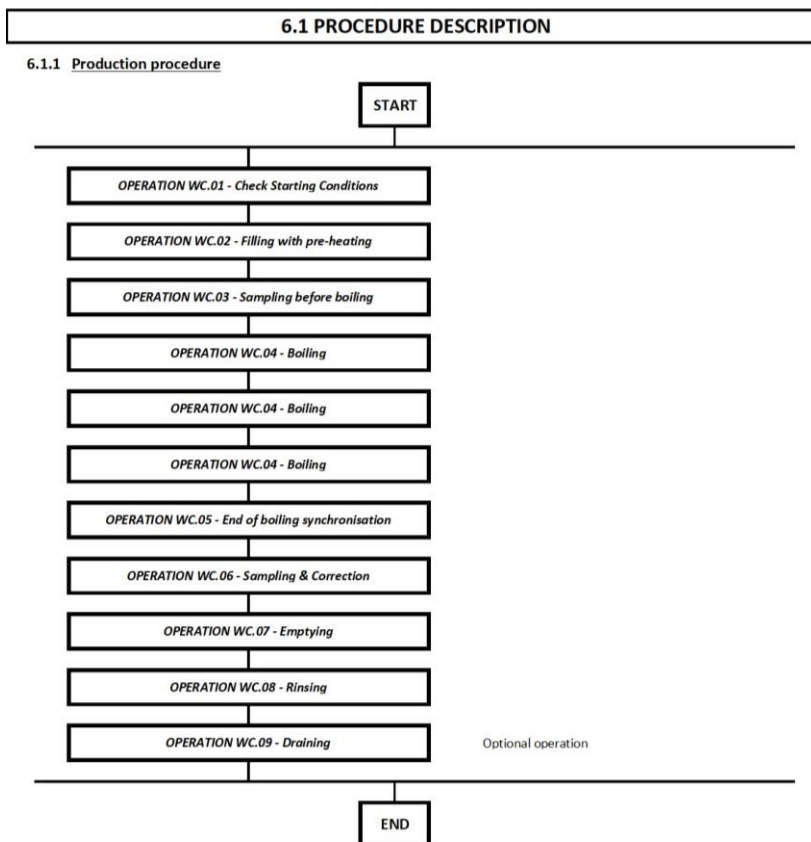 6.1 PROCEDURE DESCRIPTION
6.1.1 Production procedure
START
OPERATION WC.01 - Check Starting Conditions
OPERATION WC.02 - Filling with pre-heating
OPERATION WC.03 - Sampling before boiling
OPERATION WC.04 - Boiling
OPERATION WC.04 - Boiling
OPERATION WC.04 - Boiling
OPERATION WC.05 - End of boiling synchronisation
OPERATION WC.06 - Sampling & Correction
OPERATION WC.07 - Emptying
OPERATION WC.08 - Rinsing
OPERATION WC.09 - Draining
Optional operation
END